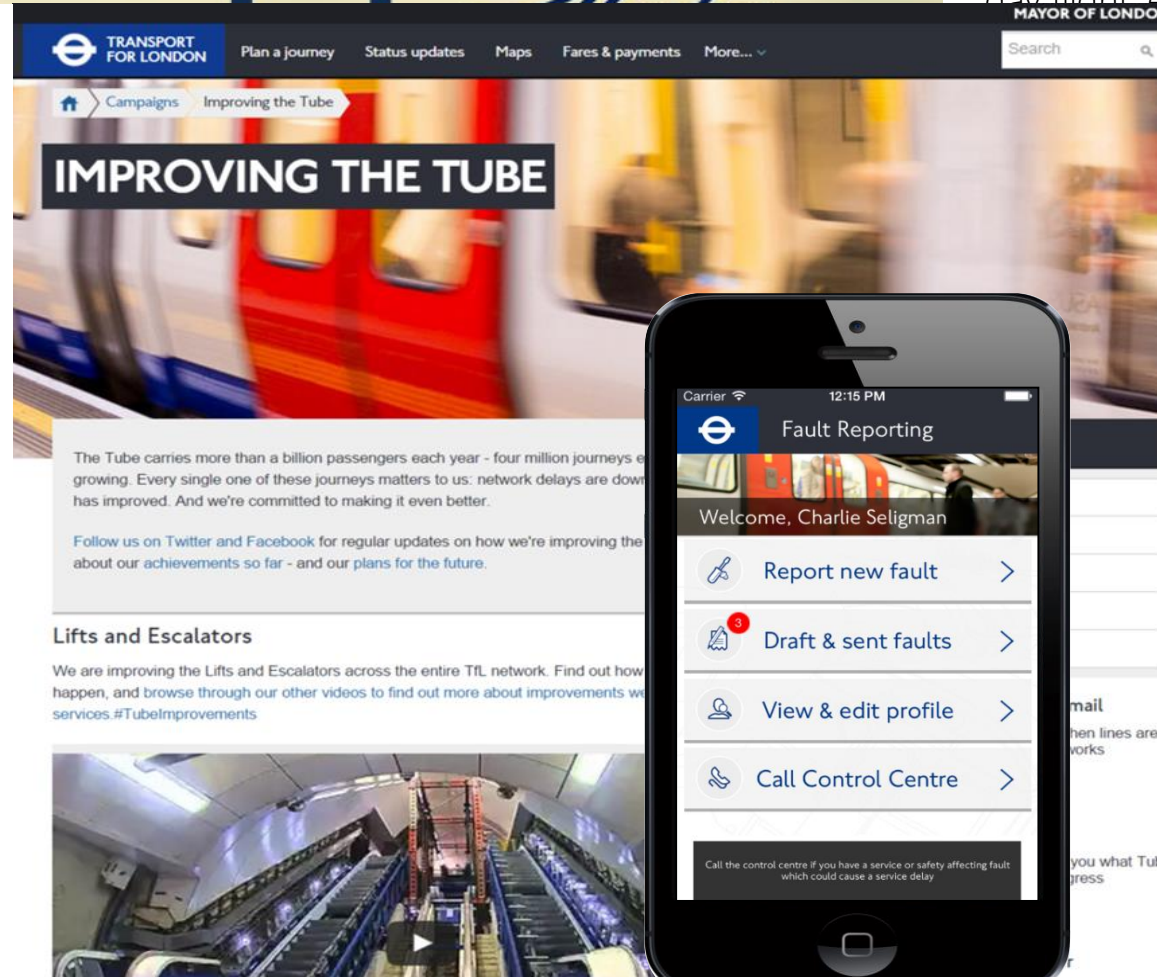 MAYOR OF LONDO
TRANSPORT
FOR LONDON
Plan a journey
Status updates
Maps
Fares & payments
More...
Search
Campaigns
Improving the Tube
IMPROVING THE TUBE
The Tube carries more than a billion passengers each year - four million journeys e
growing. Every single one of these journeys matters to us: network delays are down
has improved. And we're committed to making it even better.
Follow us on Twitter and Facebook for regular updates on how we're improving the
about our achievements so far - and our plans for the future.
Lifts and Escalators
We are improving the Lifts and Escalators across the entire TfL network. Find out how
happen, and browse through our other videos to find out more about improvements we
services.#TubeImprovements
Carrier
12:15 PM
Fault Reporting
Welcome, Charlie Seligman
Report new fault
3
Draft & sent faults
View & edit profile
Call Control Centre
Call the control centre if you have a service or safety affecting fault
which could cause a service delay
mail
hen lines are
works
you what Tu
gress
r